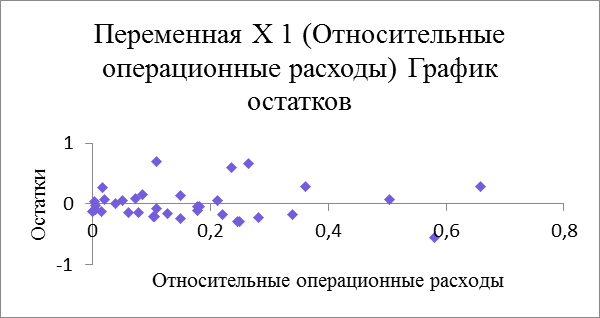 Переменная X 1 (Относительные
операционные расходы) График
остатков
1
0
-1
Остатки
0
0,2
0,4
0,6
0,8
Относительные операционные расходы